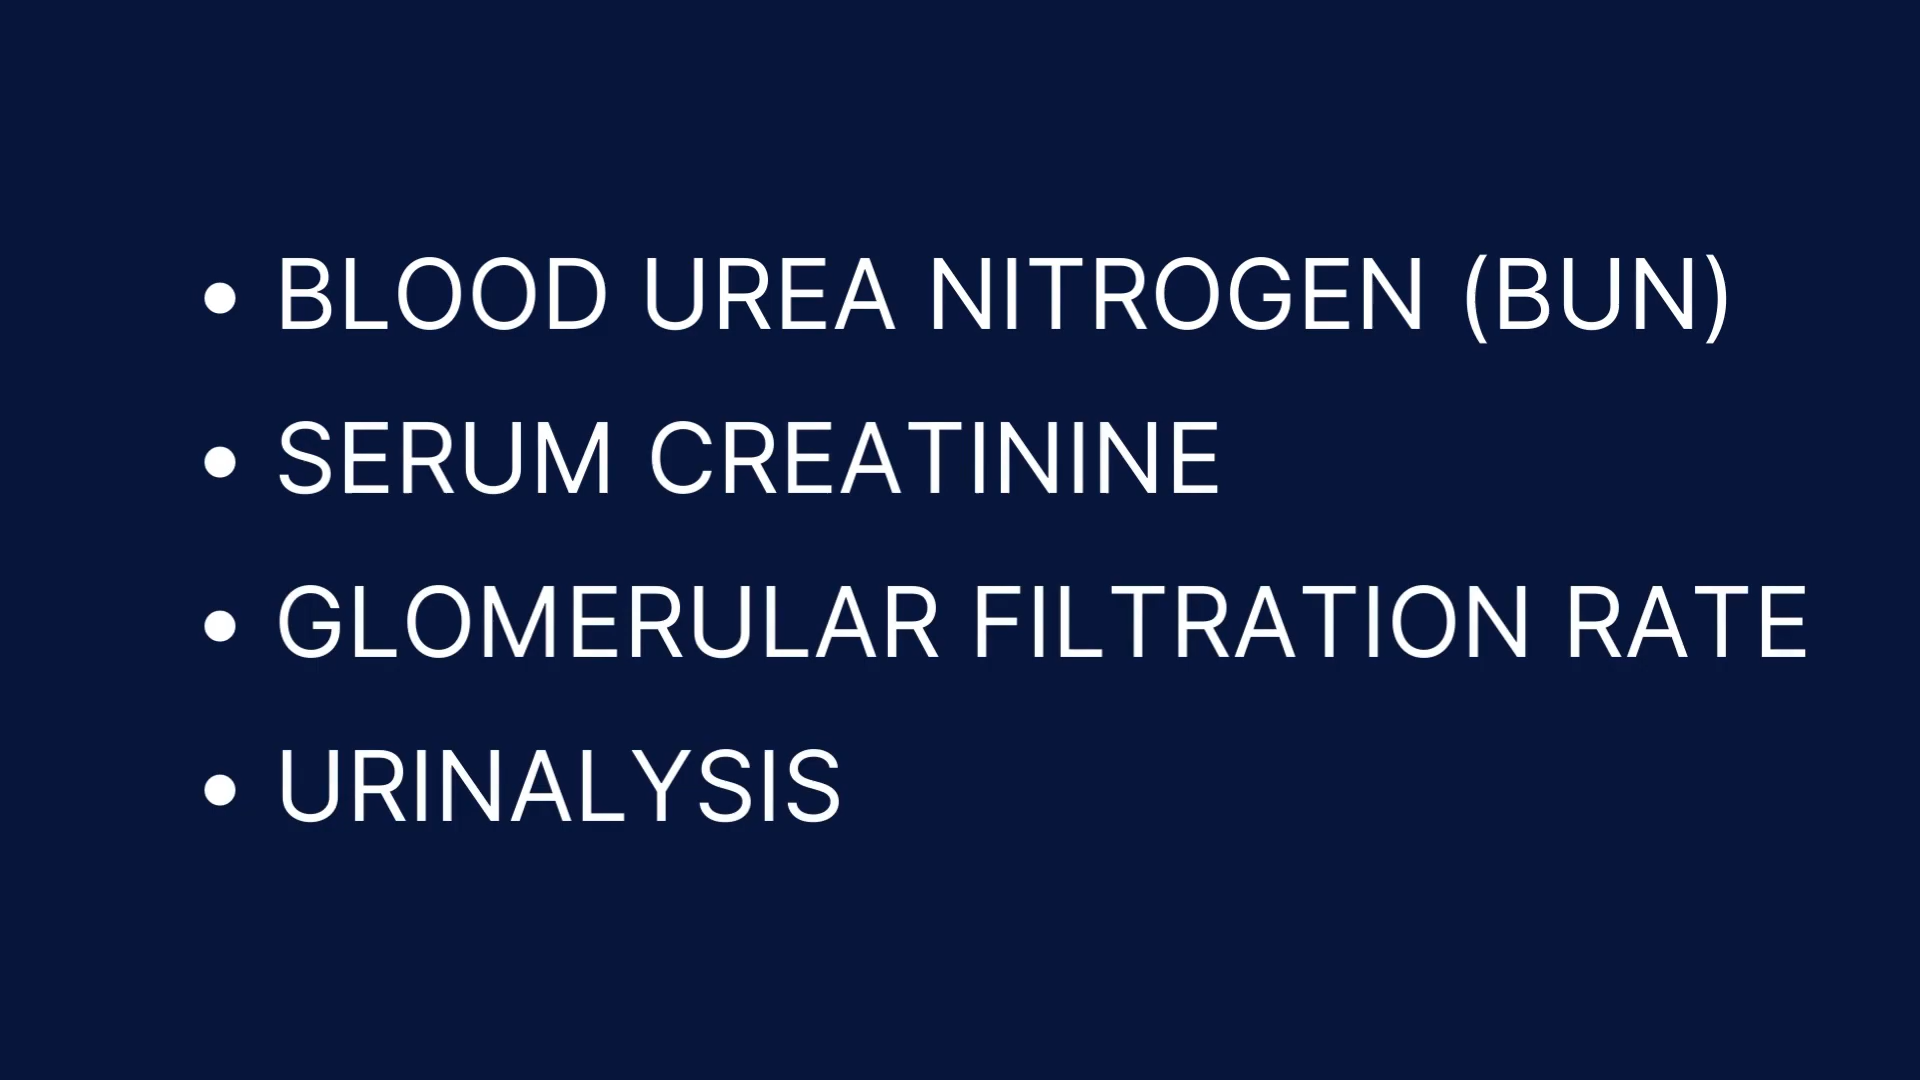 • BLOOD UREA NITROGEN (BUN)
• SERUM CREATININE
• GLOMERULAR FILTRATION RATE
• URINALYSIS